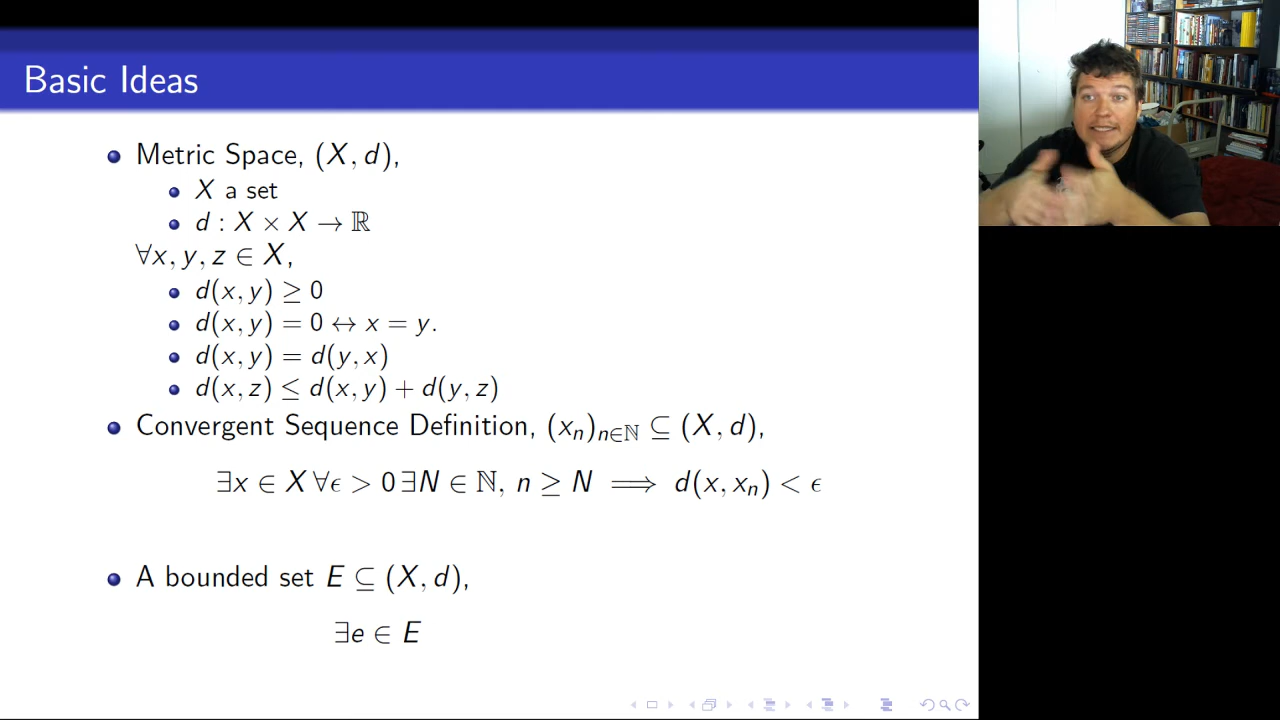 Basic Ideas
Metric Space, (X, d),
X a set
d : X × X → ℝ
∀x, y, z ∈ X,
d(x, y) ≥ 0
d(x, y) = 0 ↔ x = y.
d(x, y) = d(y, x)
d(x, z) ≤ d(x, y) + d(y, z)
Convergent Sequence Definition, (xₙ)ₙ∈ℕ ⊆ (X, d),
∃x ∈ X ∀ϵ > 0 ∃N ∈ ℕ, n ≥ N ⟹ d(x, xₙ) < ϵ
A bounded set E ⊆ (X, d),
∃e ∈ E